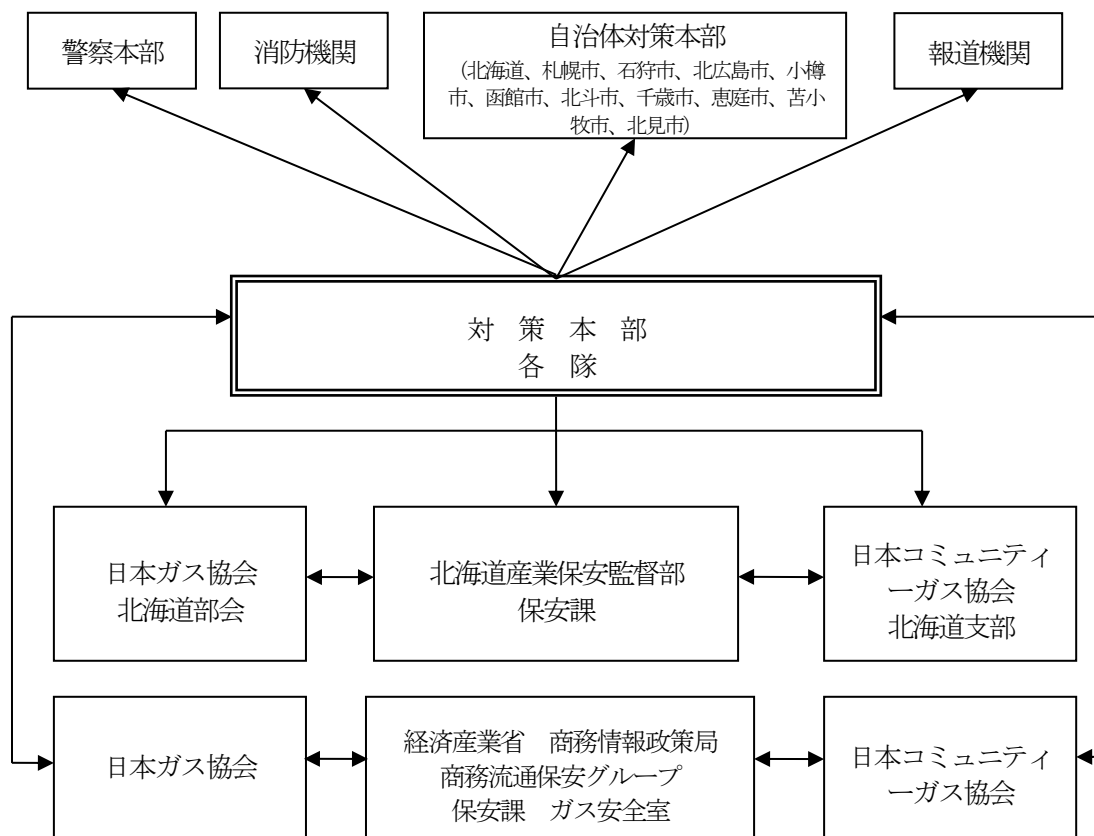 警察本部
消防機関
自治体対策本部
（北海道、札幌市、石狩市、北広島市、小樽
市、函館市、北斗市、千歳市、恵庭市、苫小
牧市、北見市）
報道機関
対　策　本　部
各　隊
日本ガス協会
北海道部会
北海道産業保安監督部
保安課
日本コミュニティ
ーガス協会
北海道支部
日本ガス協会
経済産業省　商務情報政策局
商務流通保安グループ
保安課　ガス安全室
日本コミュニティ
ーガス協会